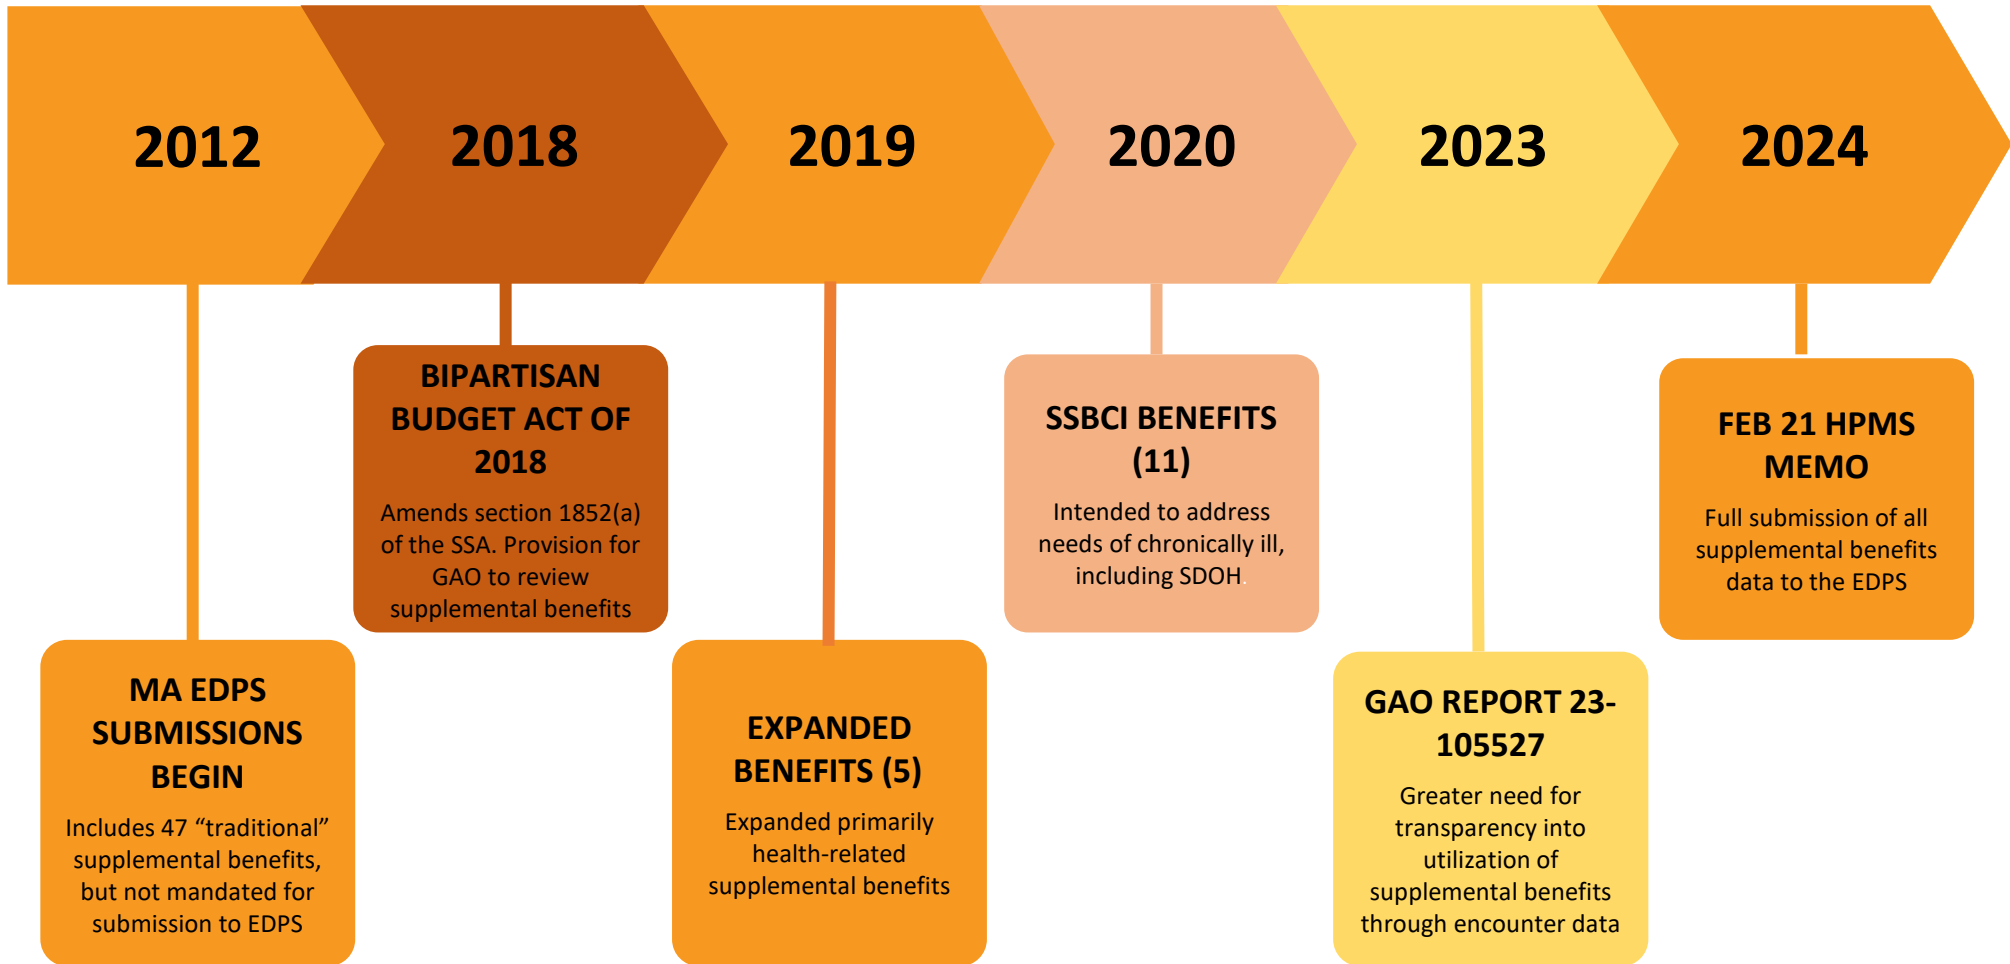 2012
2018
2019
2020
2023
2024
MA EDPS
SUBMISSIONS
BEGIN
Includes 47 “traditional”
supplemental benefits,
but not mandated for
submission to EDPS
BIPARTISAN
BUDGET ACT OF
2018
Amends section 1852(a)
of the SSA. Provision for
GAO to review
supplemental benefits
EXPANDED
BENEFITS (5)
Expanded primarily
health-related
supplemental benefits
SSBCI BENEFITS
(11)
Intended to address
needs of chronically ill,
including SDOH.
GAO REPORT 23-
105527
Greater need for
transparency into
utilization of
supplemental benefits
through encounter data
FEB 21 HPMS
MEMO
Full submission of all
supplemental benefits
data to the EDPS